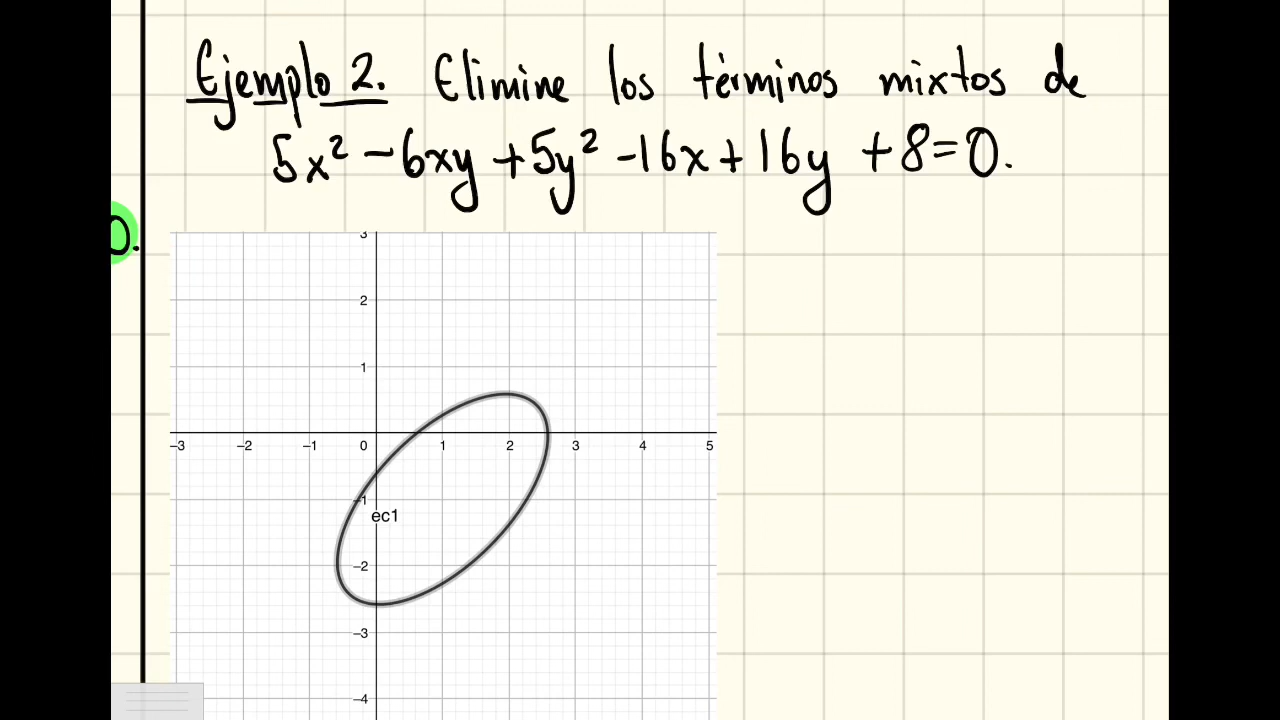 Ejemplo 2. Elimine los términos mixtos de
5x² - 6xy + 5y² - 16x + 16y + 8 = 0.
0.
3
2
1
-3 -2 -1 0 1 2 3 4 5
-1
ec1
-2
-3
-4